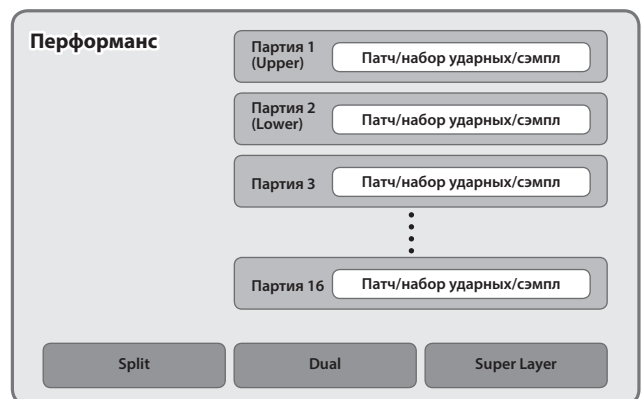 Перформанс
Партия 1
(Upper)
Патч/набор ударных/сэмпл
Партия 2
(Lower)
Патч/набор ударных/сэмпл
Партия 3
Патч/набор ударных/сэмпл
Партия 16
Патч/набор ударных/сэмпл
Split
Dual
Super Layer